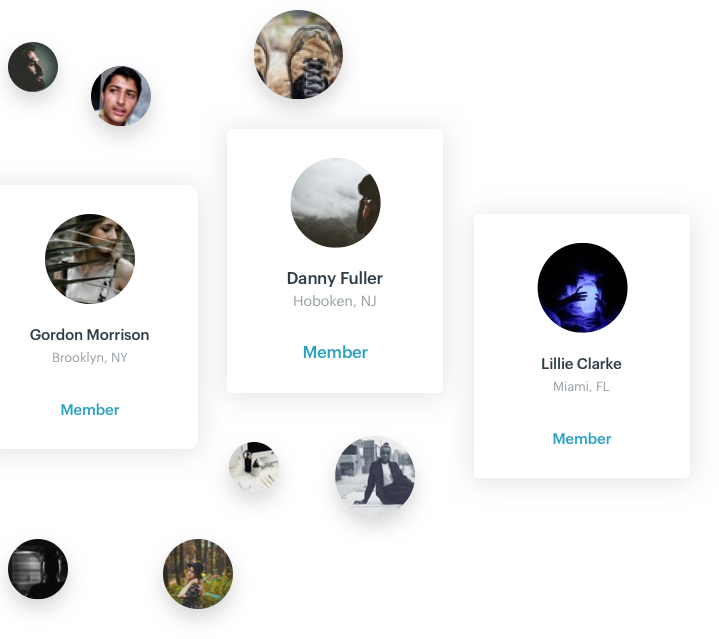 Gordon Morrison
Brooklyn, NY
Member
Danny Fuller
Hoboken, NJ
Member
Lillie Clarke
Miami, FL
Member